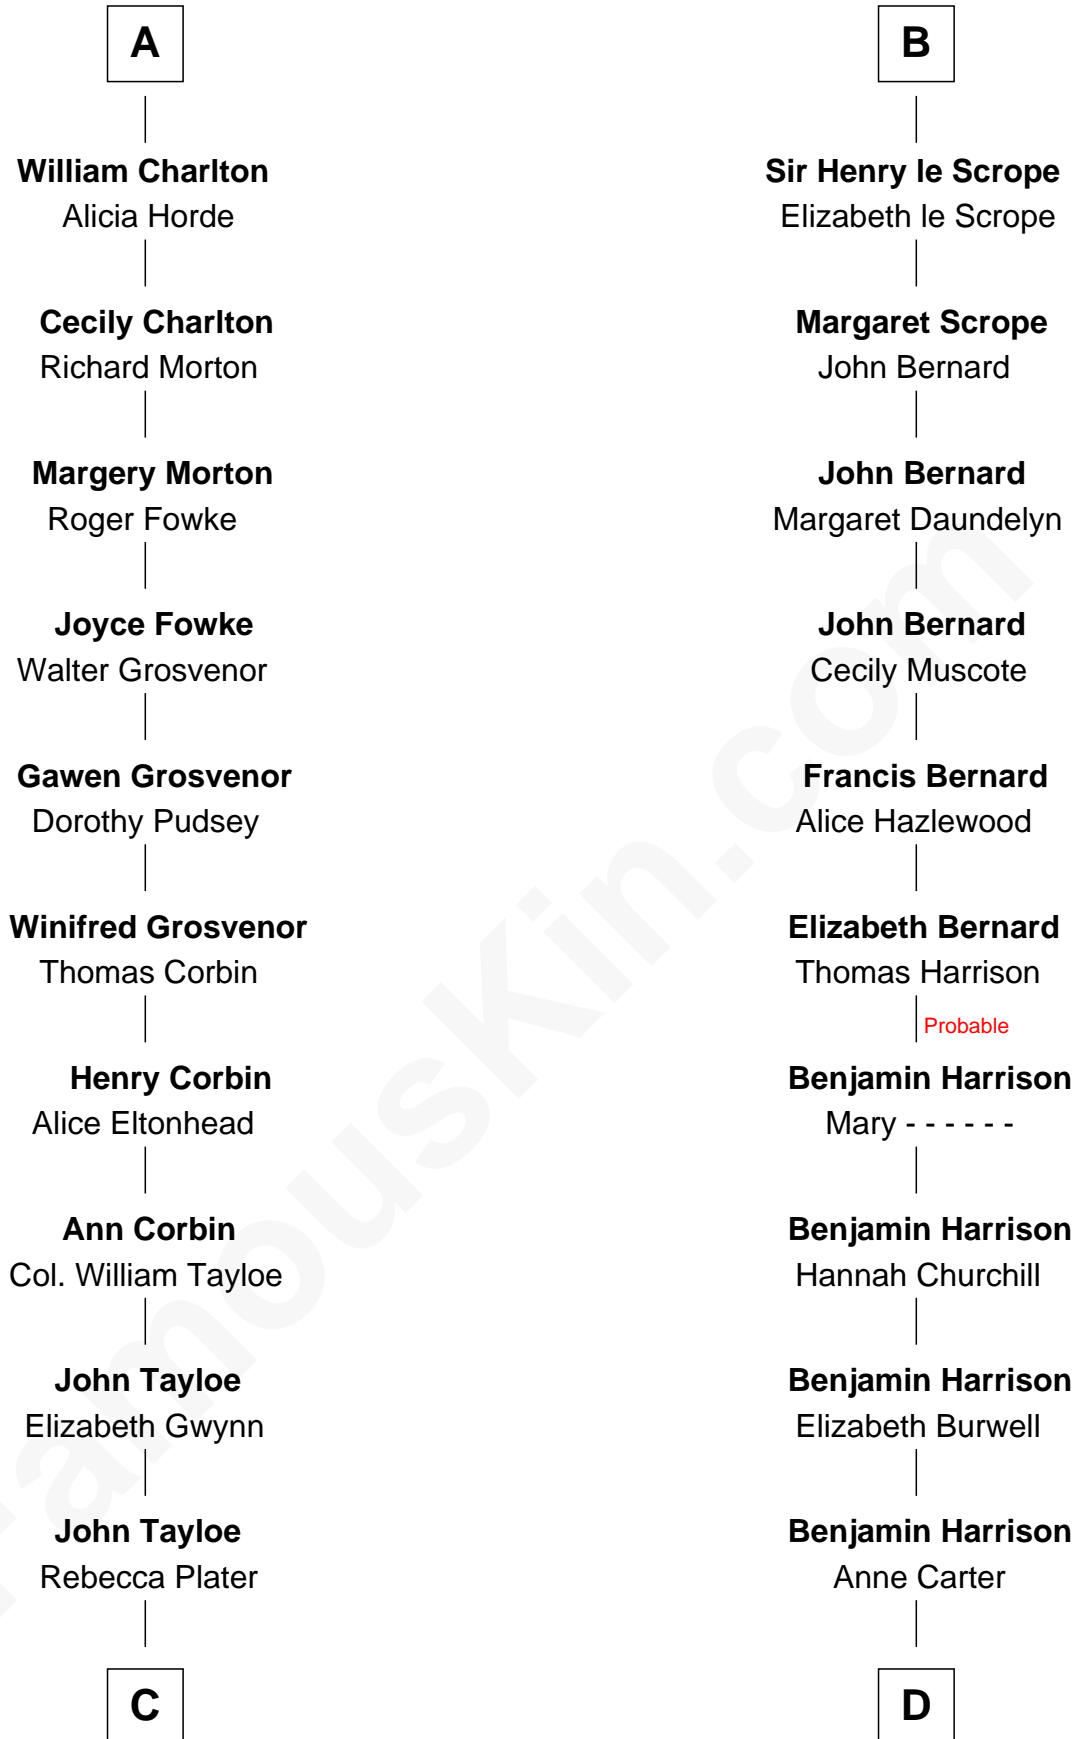 A
William Charlton
Alicia Horde
Cecily Charlton
Richard Morton
Margery Morton
Roger Fowke
Joyce Fowke
Walter Grosvenor
Gawen Grosvenor
Dorothy Pudsey
Winifred Grosvenor
Thomas Corbin
Henry Corbin
Alice Eltonhead
Ann Corbin
Col. William Tayloe
John Tayloe
Elizabeth Gwynn
John Tayloe
Rebecca Plater
C
B
Sir Henry le Scrope
Elizabeth le Scrope
Margaret Scrope
John Bernard
John Bernard
Margaret Daundelyn
John Bernard
Cecily Muscote
Francis Bernard
Alice Hazlewood
Elizabeth Bernard
Thomas Harrison
Probable
Benjamin Harrison
Mary - - - - - -
Benjamin Harrison
Hannah Churchill
Benjamin Harrison
Elizabeth Burwell
Benjamin Harrison
Anne Carter
D
FamousKin.com